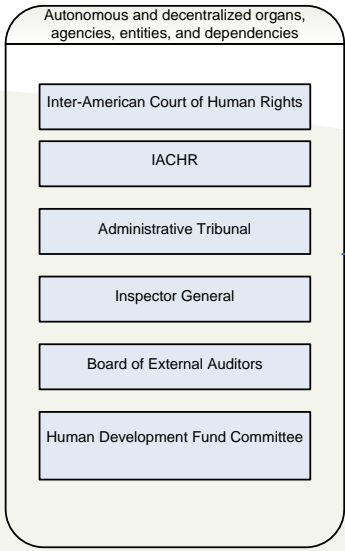 Autonomous and decentralized organs,
agencies, entities, and dependencies
Inter-American Court of Human Rights
IACHR
Administrative Tribunal
Inspector General
Board of External Auditors
Human Development Fund Committee